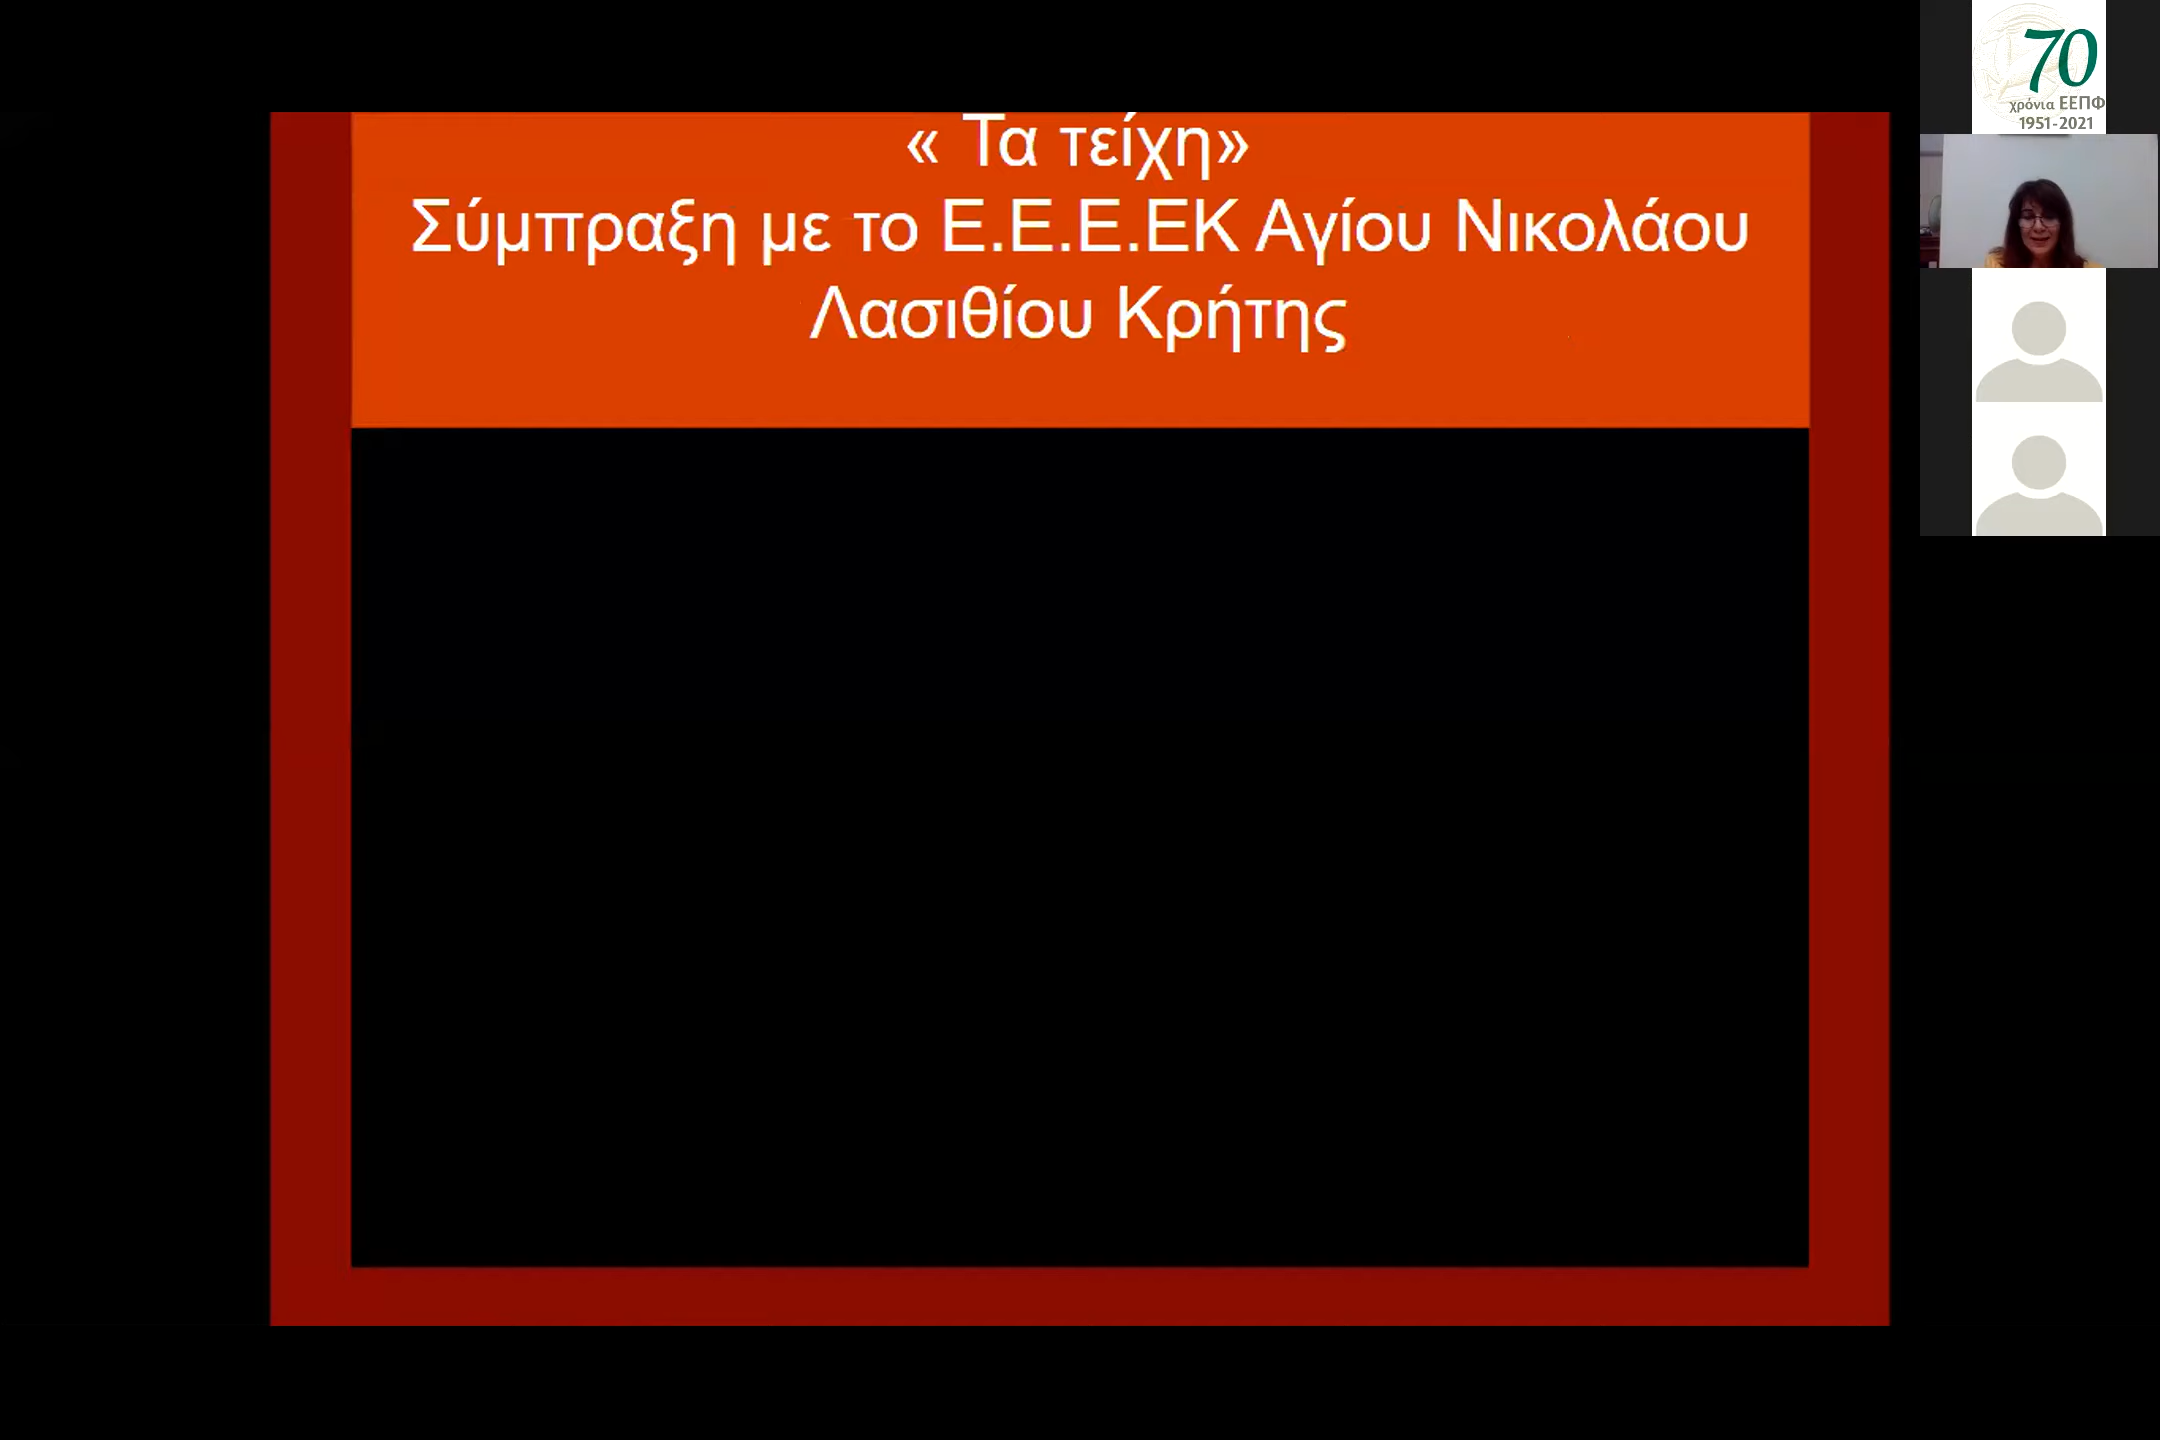 « Τα τείχη»
Σύμπραξη με το Ε.Ε.Ε.ΕΚ Αγίου Νικολάου
Λασιθίου Κρήτης
70
χρόνια ΕΕΠΦ
1951-2021